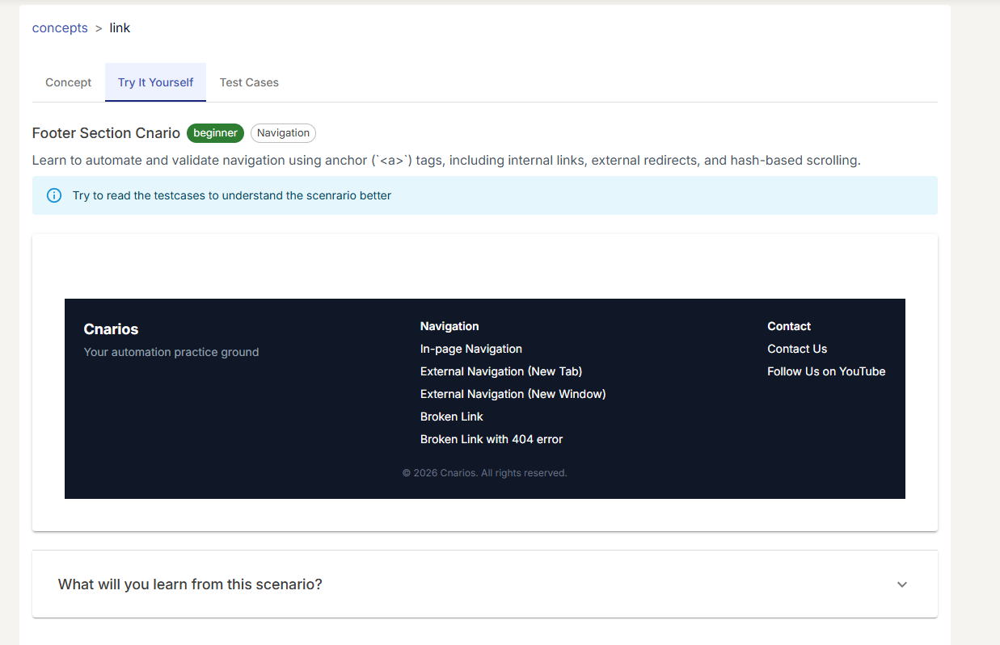 concepts > link
Concept
Try It Yourself
Test Cases
Footer Section Cnario
beginner
Navigation
Learn to automate and validate navigation using anchor (`<a>`) tags, including internal links, external redirects, and hash-based scrolling.
Try to read the testcases to understand the scenrario better
Cnarios
Your automation practice ground
Navigation
In-page Navigation
External Navigation (New Tab)
External Navigation (New Window)
Broken Link
Broken Link with 404 error
Contact
Contact Us
Follow Us on YouTube
© 2026 Cnarios. All rights reserved.
What will you learn from this scenario?